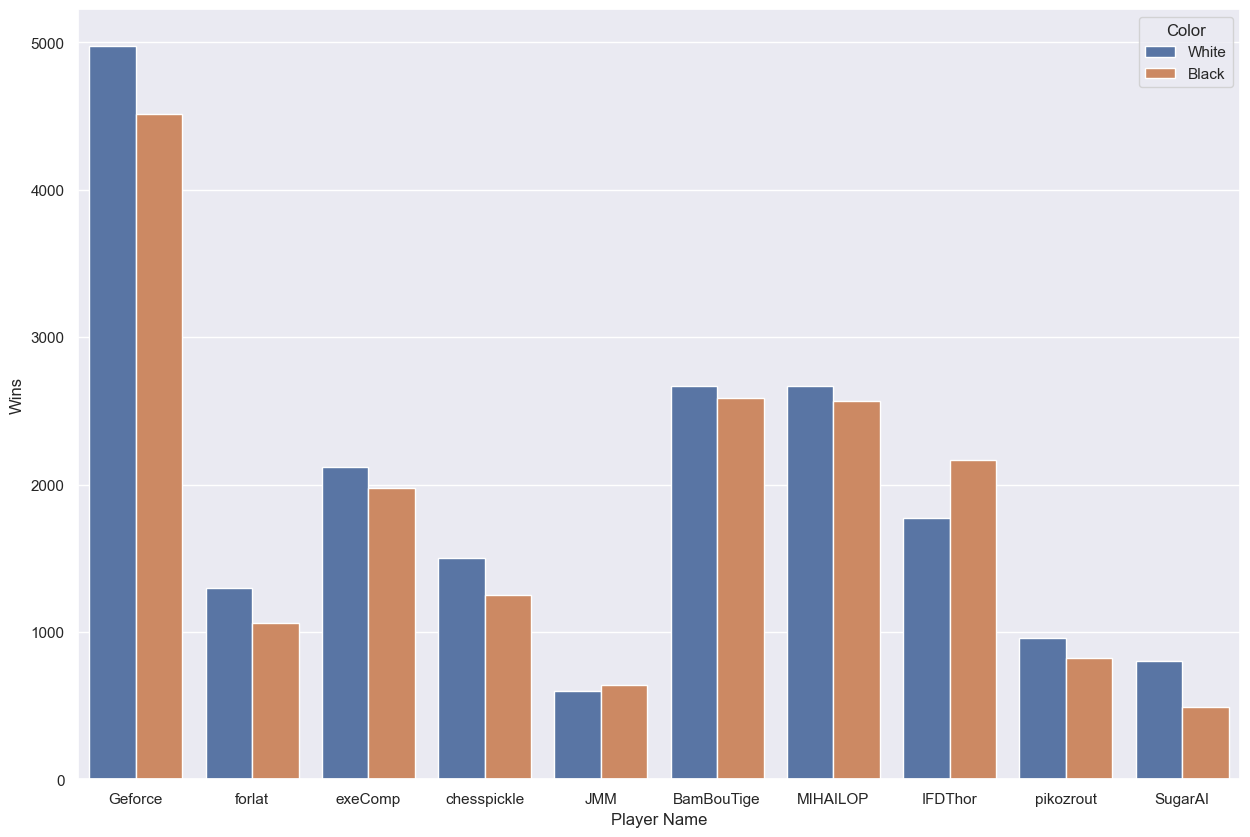 Color
White
Black
5000
4000
3000
2000
1000
0
Wins
Geforce forlat exeComp chesspickle JMM BamBouTige MIHAILOP IFDThor pikozrout SugarAI
Player Name